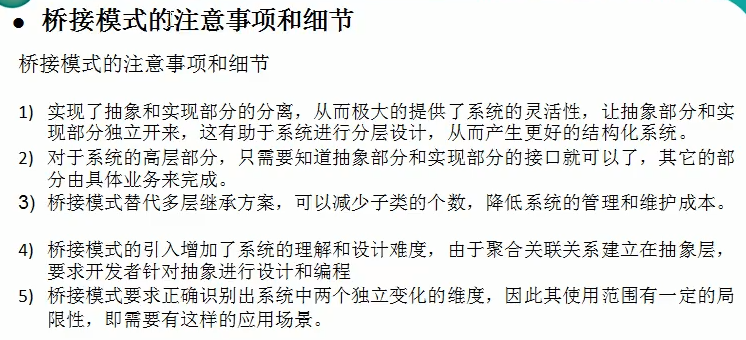 ● 桥接模式的注意事项和细节
桥接模式的注意事项和细节
1) 实现了抽象和实现部分的分离，从而极大的提供了系统的灵活性，让抽象部分和实
现部分独立开来，这有助于系统进行分层设计，从而产生更好的结构化系统。
2) 对于系统的高层部分，只需要知道抽象部分和实现部分的接口就可以了，其它的部
分由具体业务来完成。
3) 桥接模式替代多层继承方案，可以减少子类的个数，降低系统的管理和维护成本。
4) 桥接模式的引入增加了系统的理解和设计难度，由于聚合关联关系建立在抽象层，
要求开发者针对抽象进行设计和编程
5) 桥接模式要求正确识别出系统中两个独立变化的维度，因此其使用范围有一定的局
限性，即需要有这样的应用场景。